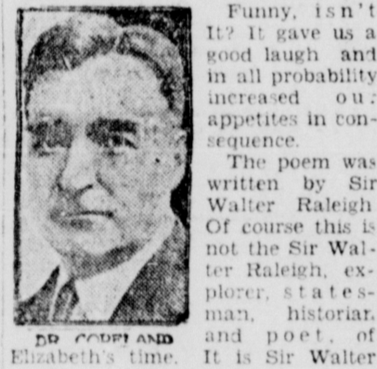 Funny, isn't
It? It gave us a
good laugh and
in all probability
increased our
appetites in con-
sequence.
The poem was
written by Sir
Walter Raleigh
Of course this is
not the Sir Wal-
ter Raleigh, ex-
plorer, states-
man, historian
and poet, of
Elizabeth's time.
It is Sir Walter
DR. COPELAND